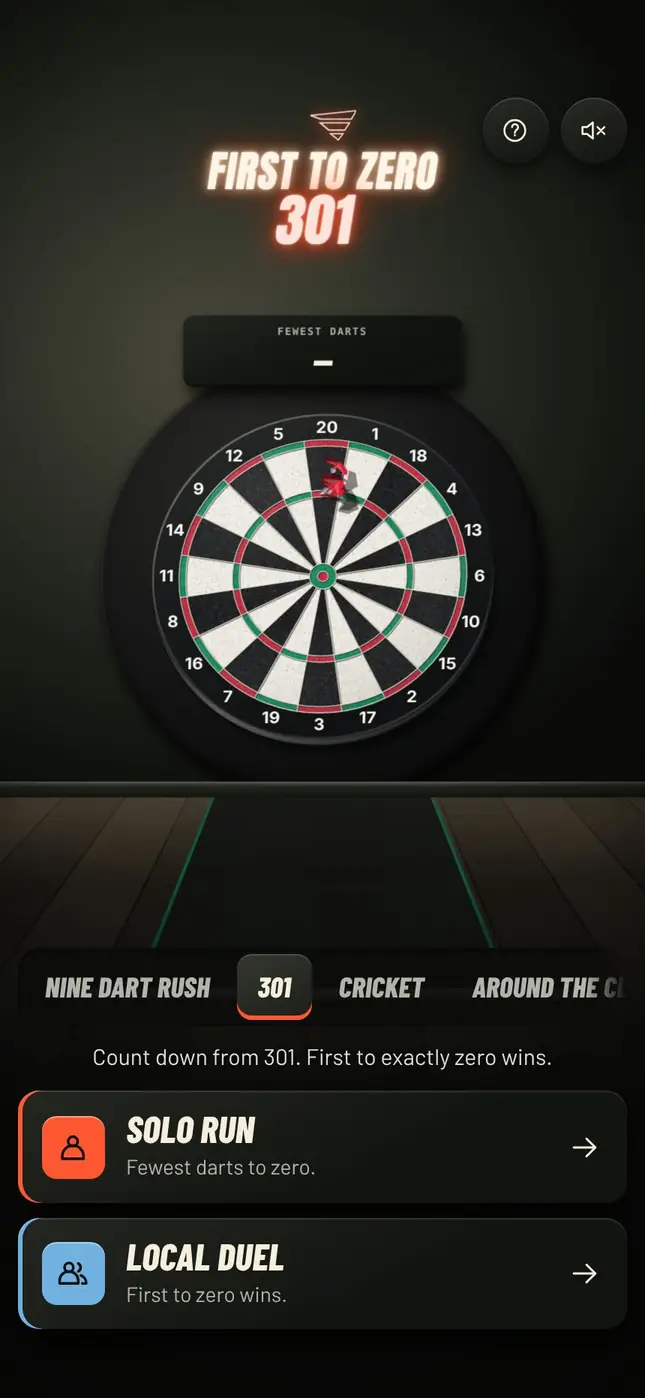 FIRST TO ZERO
301
FEWEST DARTS
–
20
1
18
4
13
6
10
15
2
17
3
19
7
16
8
11
14
9
12
5
NINE DART RUSH
301
CRICKET
AROUND THE
Count down from 301. First to exactly zero wins.
SOLO RUN
Fewest darts to zero.
LOCAL DUEL
First to zero wins.